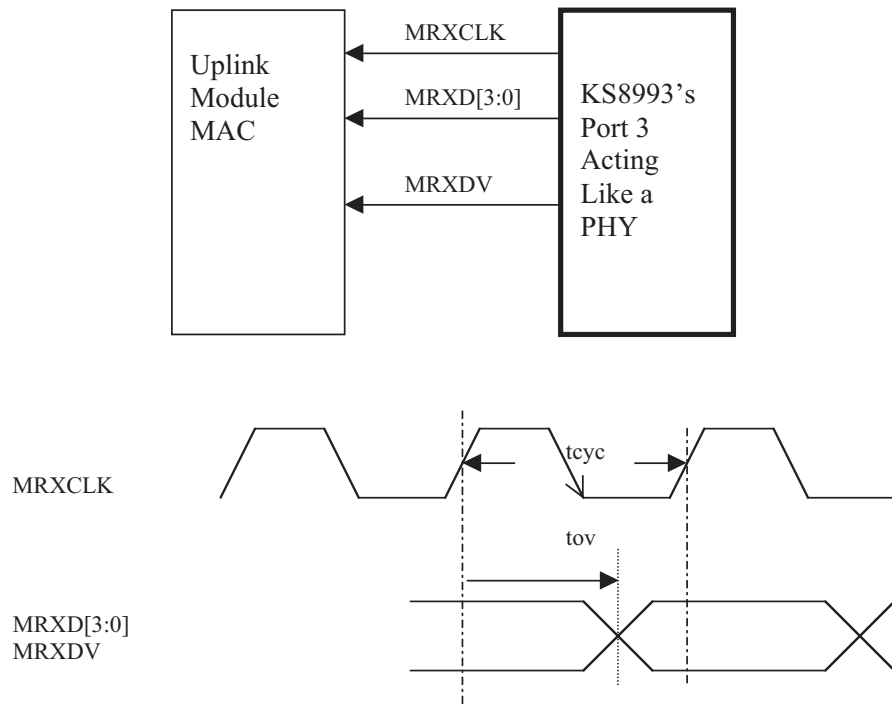 Uplink
Module
MAC
MRXCLK
MRXD[3:0]
MRXDV
KS8993’s
Port 3
Acting
Like a
PHY
MRXCLK
tcyc
tov
MRXD[3:0]
MRXDV